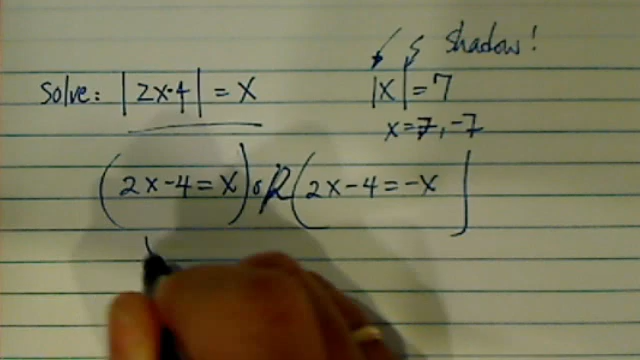 Shadow!
Solve: |2x-4| = x
|x| = 7
x=7, -7
(2x-4=x) OR (2x-4=-x]